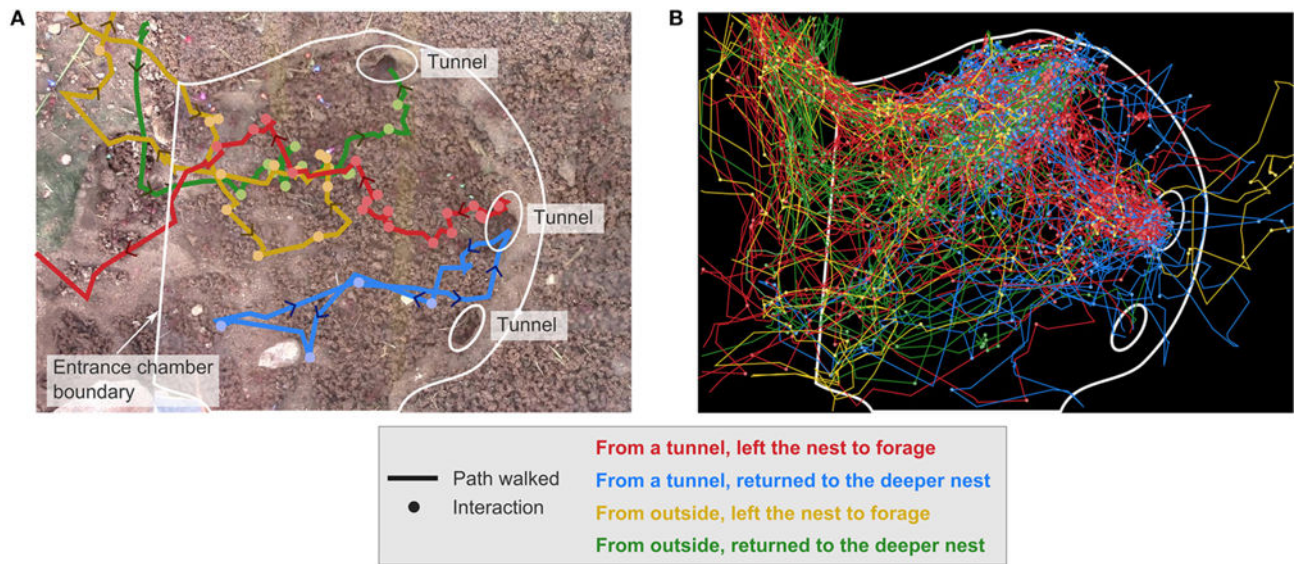 A
B
Tunnel
Tunnel
Tunnel
Entrance chamber
boundary
Path walked
Interaction
From a tunnel, left the nest to forage
From a tunnel, returned to the deeper nest
From outside, left the nest to forage
From outside, returned to the deeper nest